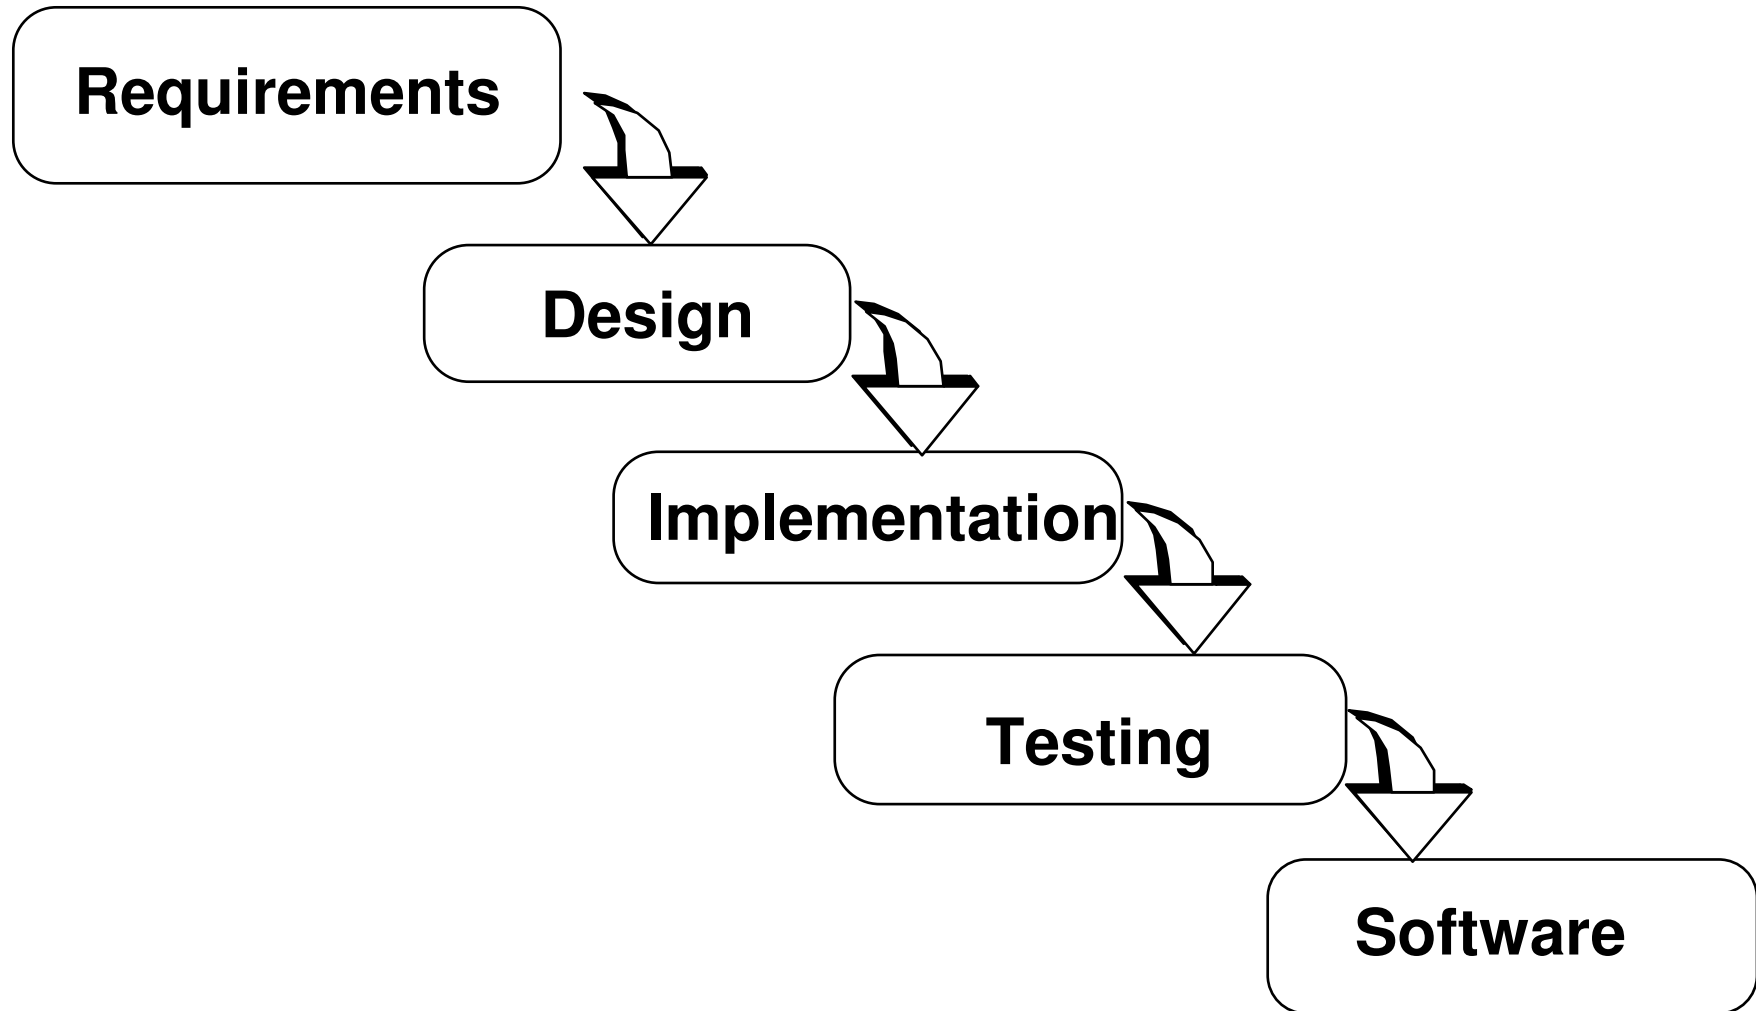 Requirements
Design
Implementation
Testing
Software